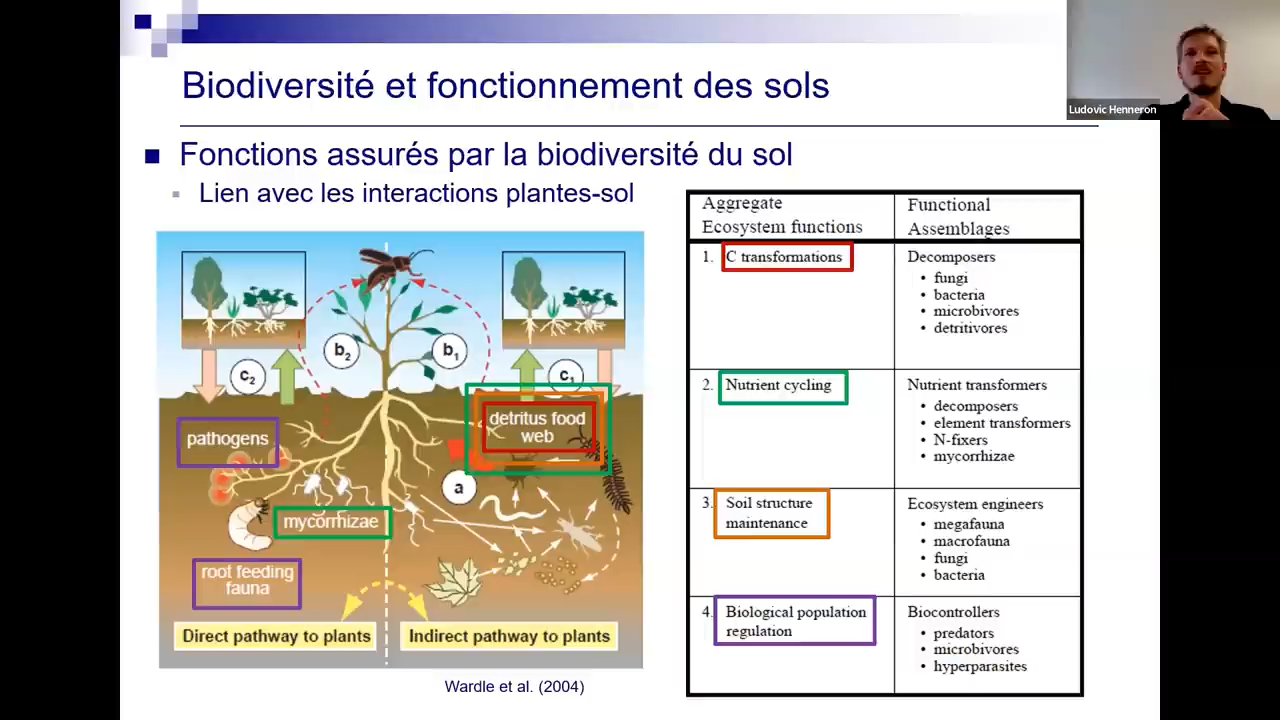 Biodiversité et fonctionnement des sols
Ludovic Henneron
Fonctions assurés par la biodiversité du sol
Lien avec les interactions plantes-sol
b2
b1
c2
c1
pathogens
detritus food
web
a
mycorrhizae
root feeding
fauna
Direct pathway to plants
Indirect pathway to plants
Wardle et al. (2004)
Aggregate
Ecosystem functions
Functional
Assemblages
1. C transformations
Decomposers
• fungi
• bacteria
• microbivores
• detritivores
2. Nutrient cycling
Nutrient transformers
• decomposers
• element transformers
• N-fixers
• mycorrhizae
3. Soil structure
maintenance
Ecosystem engineers
• megafauna
• macrofauna
• fungi
• bacteria
4. Biological population
regulation
Biocontrollers
• predators
• microbivores
• hyperparasites